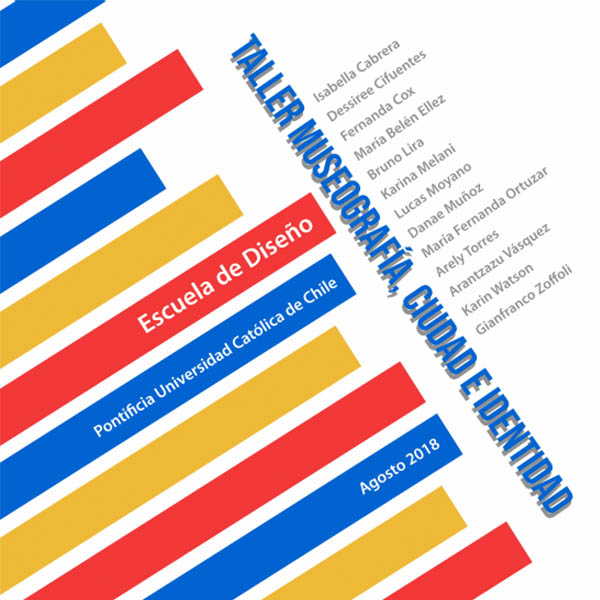 TALLER MUSEOGRAFÍA, CIUDAD E IDENTIDAD
Isabella Cabrera
Dessiree Cifuentes
Fernanda Cox
María Belén Ellez
Bruno Lira
Karina Melani
Lucas Moyano
Danae Muñoz
María Fernanda Ortuzar
Arely Torres
Arantzazu Vásquez
Karin Watson
Gianfranco Zoffoli
Escuela de Diseño
Pontificia Universidad Católica de Chile
Agosto 2018